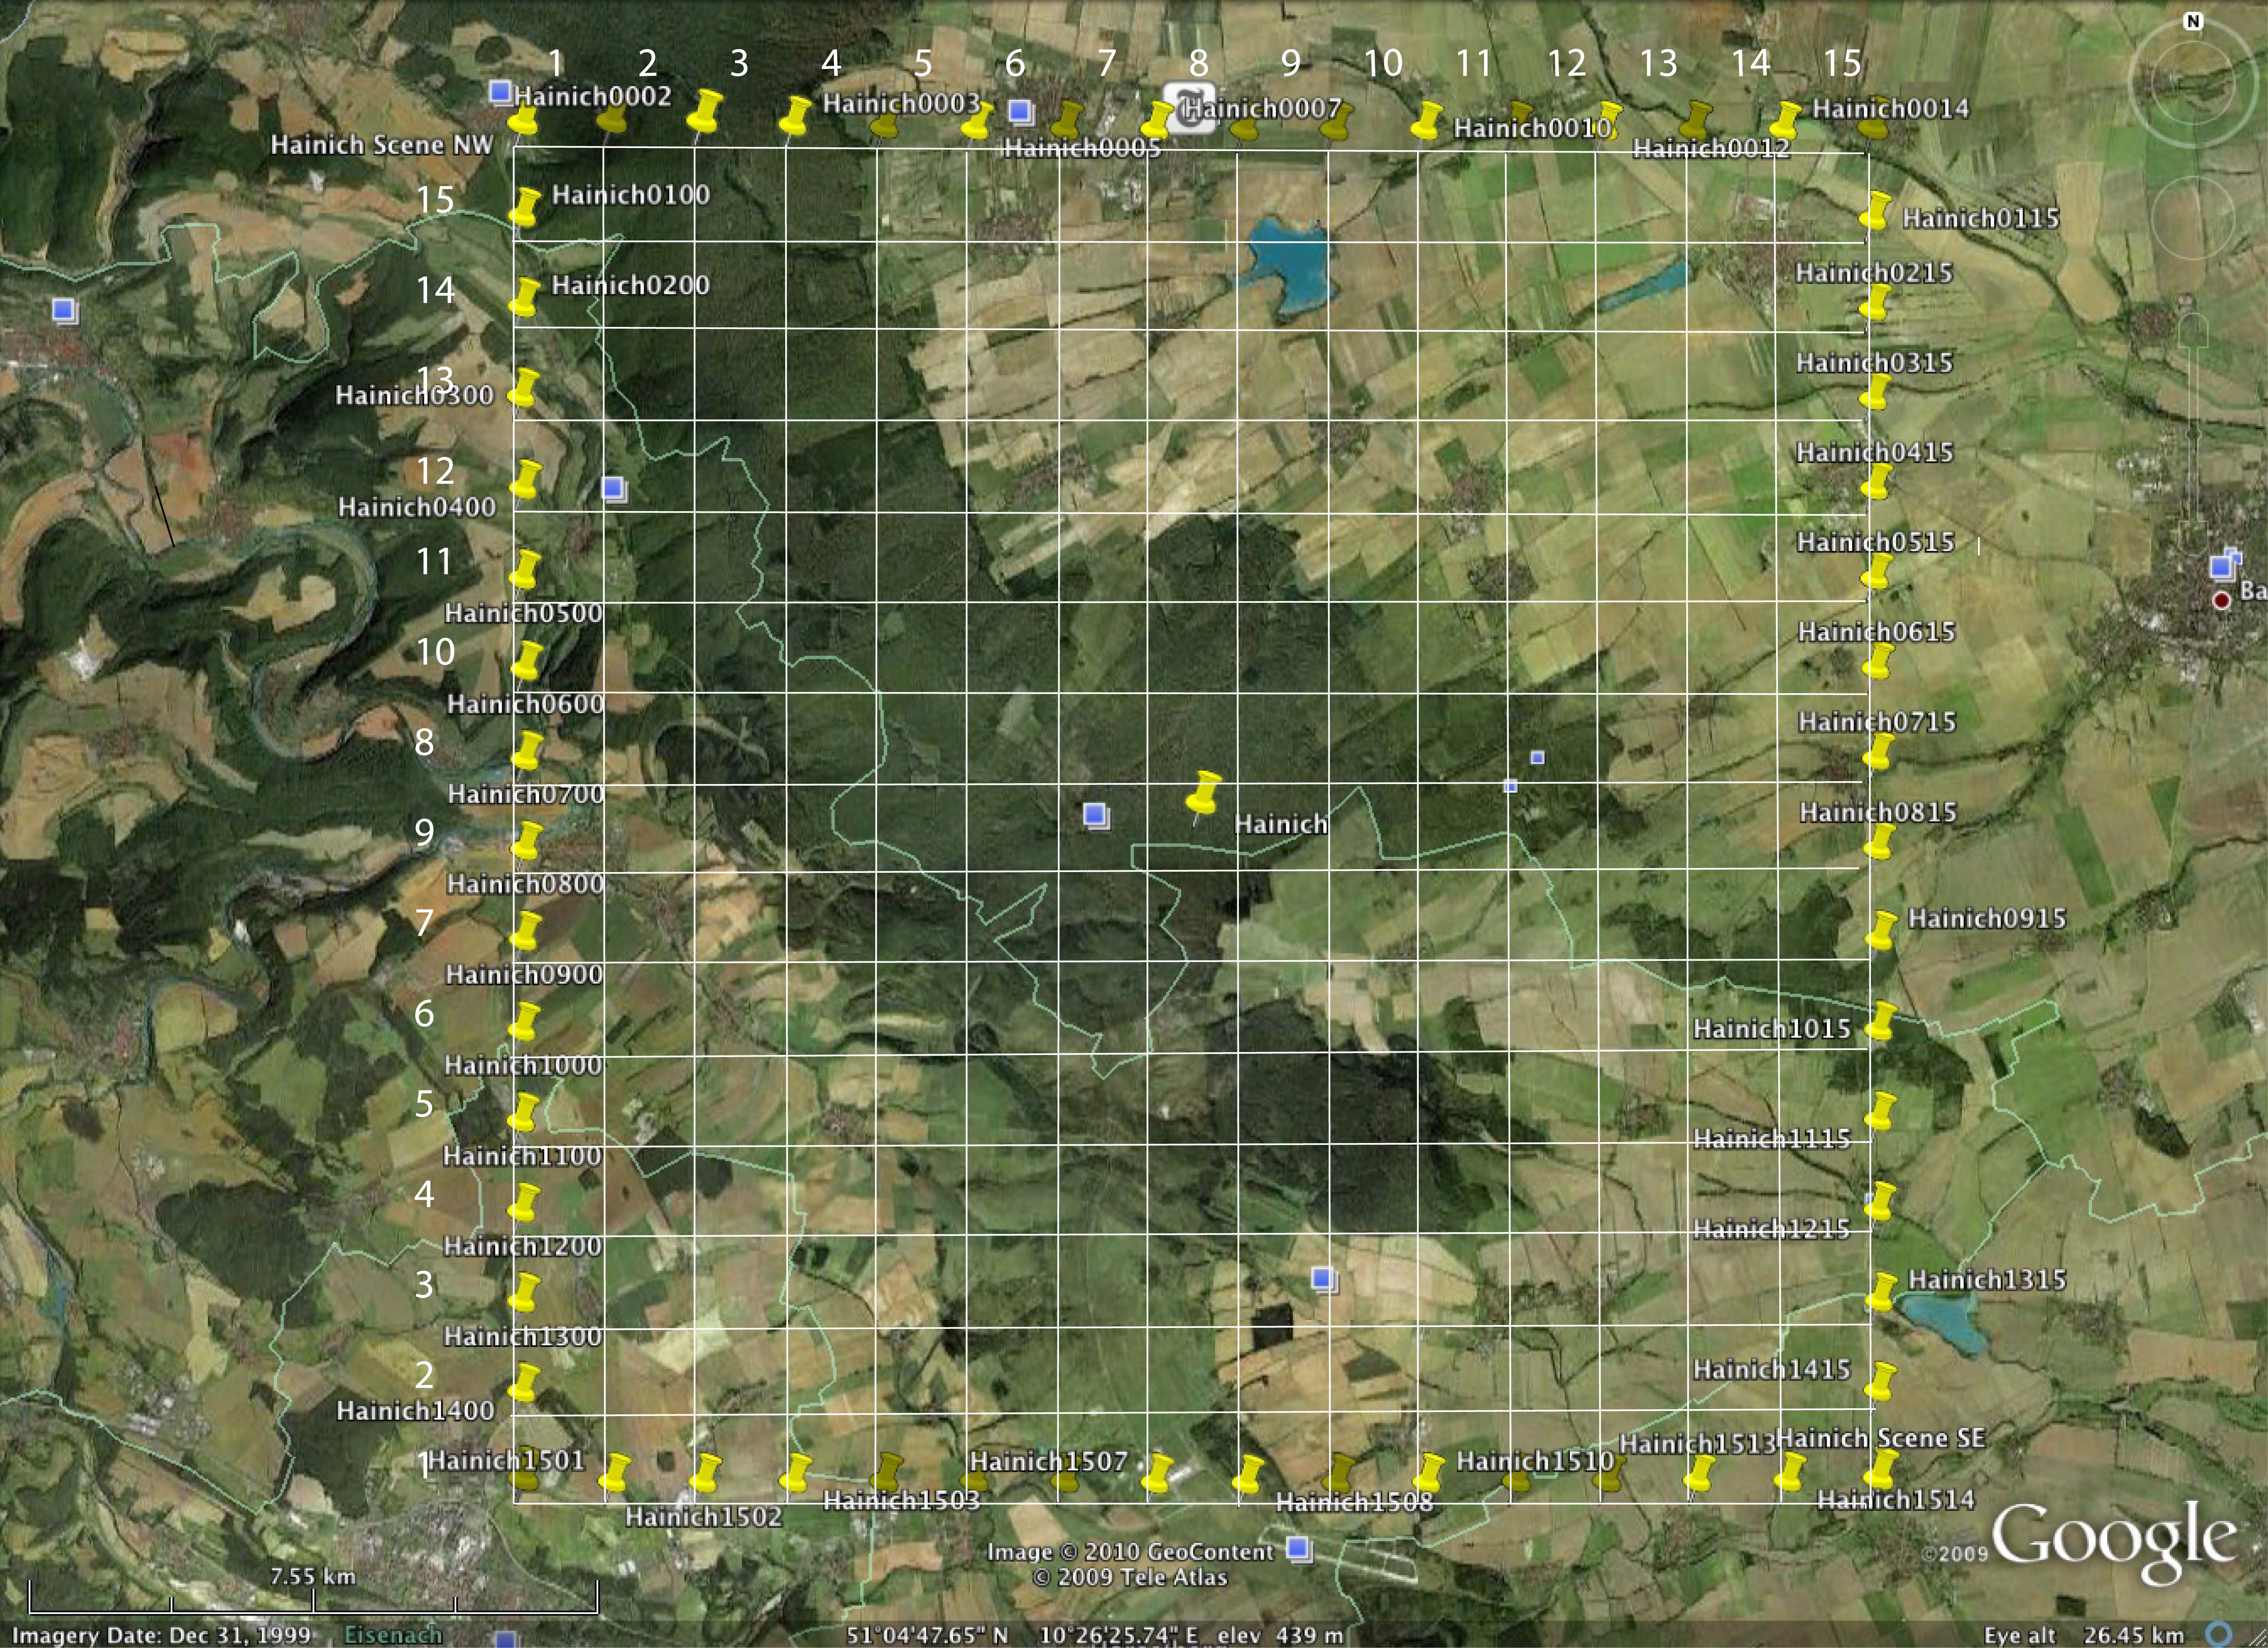 N
1 2 3 4 5 6 7 8 9 10 11 12 13 14 15
Hainich0002
Hainich0003
Hainich0007
Hainich0014
Hainich0010
Hainich Scene NW
Hainich0005
Hainich0012
15
Hainich0100
Hainich0115
Hainich0215
14
Hainich0200
Hainich0315
13
Hainich0300
Hainich0415
12
Hainich0400
Hainich0515
11
Ba
Hainich0500
Hainich0615
10
Hainich0600
Hainich0715
8
Hainich0700
Hainich0815
Hainich
9
Hainich0800
Hainich0915
7
Hainich0900
6
Hainich1015
Hainich1000
5
Hainich1115
Hainich1100
4
Hainich1215
Hainich1200
3
Hainich1315
Hainich1300
2
Hainich1415
Hainich1400
Hainich Scene SE
Hainich1513
1
Hainich1501
Hainich1507
Hainich1510
Hainich1503
Hainich1508
Hainich1514
Hainich1502
Image © 2010 GeoContent
© 2009 Tele Atlas
©2009 Google
7.55 km
Imagery Date: Dec 31, 1999
Eisenach
51°04'47.65" N 10°26'25.74" E elev 439 m
Eye alt 26.45 km